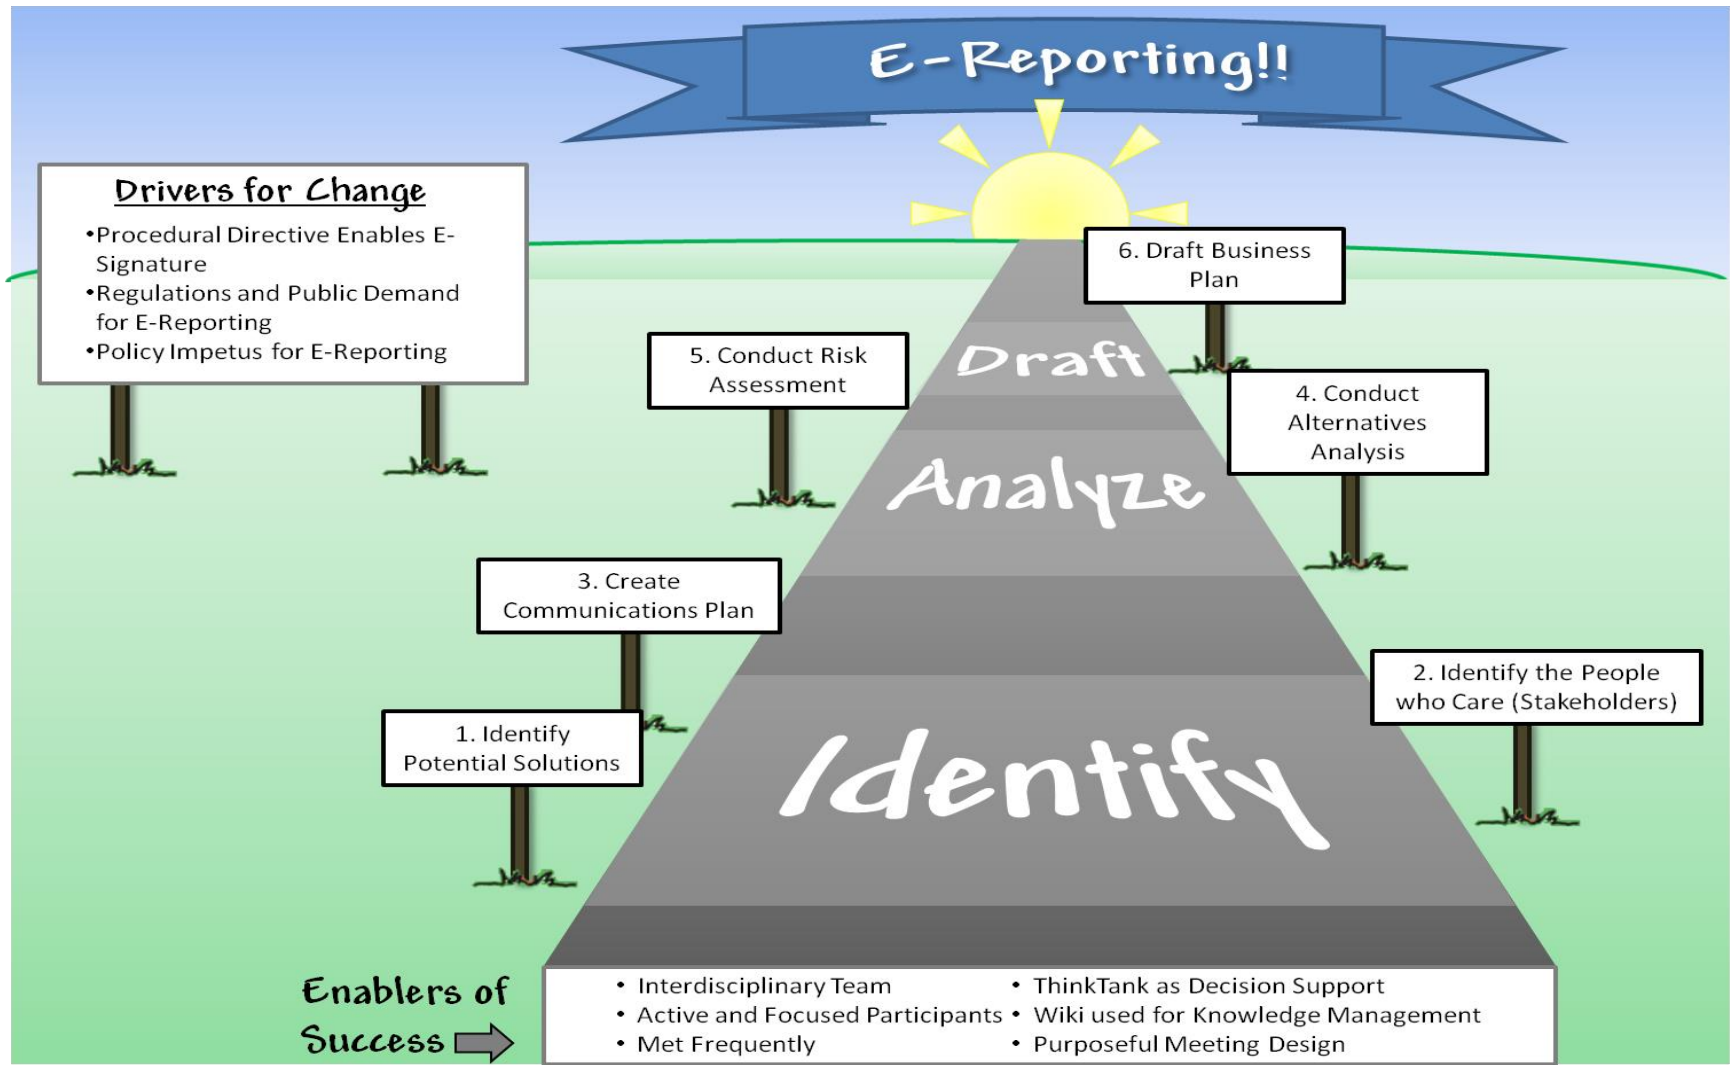 E-Reporting!!
Drivers for Change
•Procedural Directive Enables E-
Signature
•Regulations and Public Demand
for E-Reporting
•Policy Impetus for E-Reporting
6. Draft Business
Plan
5. Conduct Risk
Assessment
Draft
4. Conduct
Alternatives
Analysis
Analyze
3. Create
Communications Plan
2. Identify the People
who Care (Stakeholders)
1. Identify
Potential Solutions
Identify
Enablers of
Success
• Interdisciplinary Team
• Active and Focused Participants
• Met Frequently
• ThinkTank as Decision Support
• Wiki used for Knowledge Management
• Purposeful Meeting Design